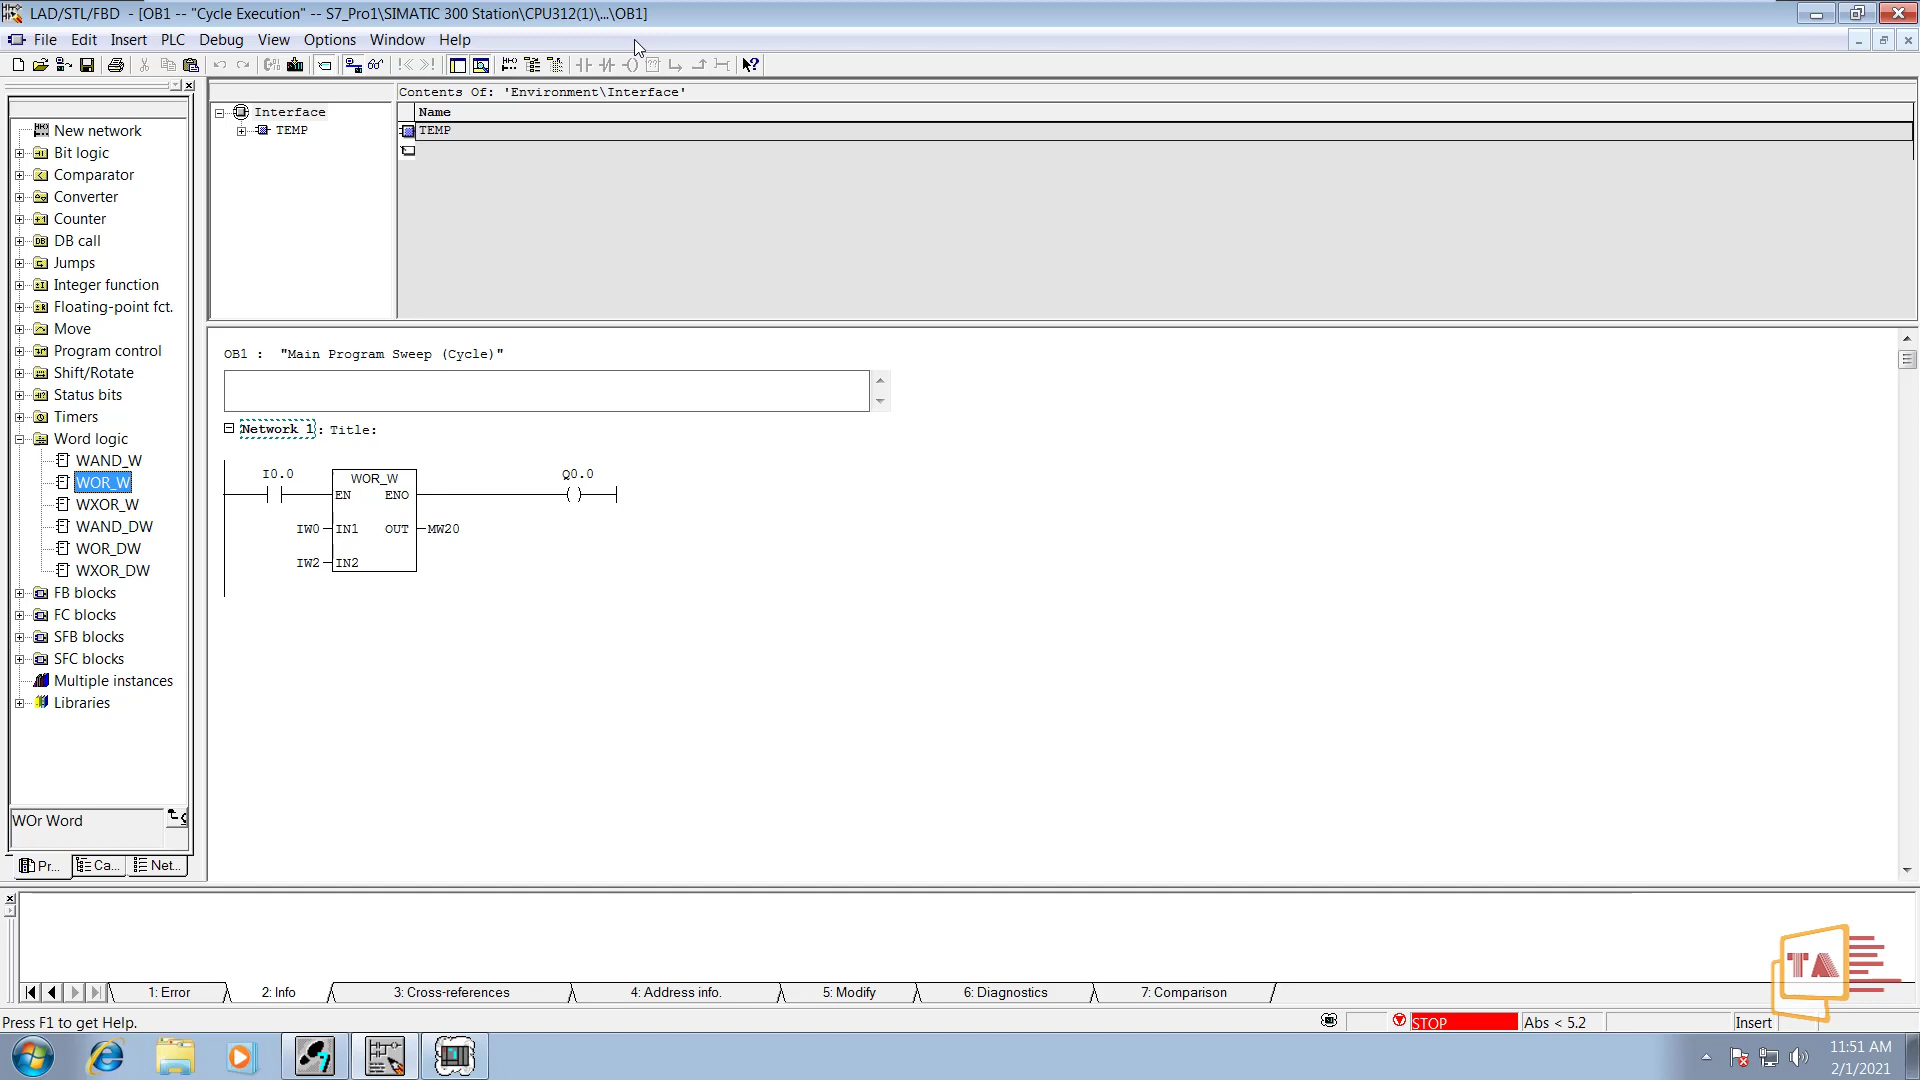 LAD/STL/FBD - [OB1 -- "Cycle Execution" -- S7_Pro1\SIMATIC 300 Station\CPU312(1)\...\OB1]
File Edit Insert PLC Debug View Options Window Help
Contents Of: 'Environment\Interface'
Interface
TEMP
Name
TEMP
New network
Bit logic
Comparator
Converter
Counter
DB call
Jumps
Integer function
Floating-point fct.
Move
Program control
Shift/Rotate
Status bits
Timers
Word logic
WAND_W
WOR_W
WXOR_W
WAND_DW
WOR_DW
WXOR_DW
FB blocks
FC blocks
SFB blocks
SFC blocks
Multiple instances
Libraries
WOr Word
Pr... Ca... Net...
OB1 : "Main Program Sweep (Cycle)"
Network 1: Title:
I0.0 WOR_W Q0.0
EN ENO
IW0 IN1 OUT MW20
IW2 IN2
1: Error 2: Info 3: Cross-references 4: Address info. 5: Modify 6: Diagnostics 7: Comparison
TA
Press F1 to get Help. STOP Abs < 5.2 Insert
11:51 AM
2/1/2021